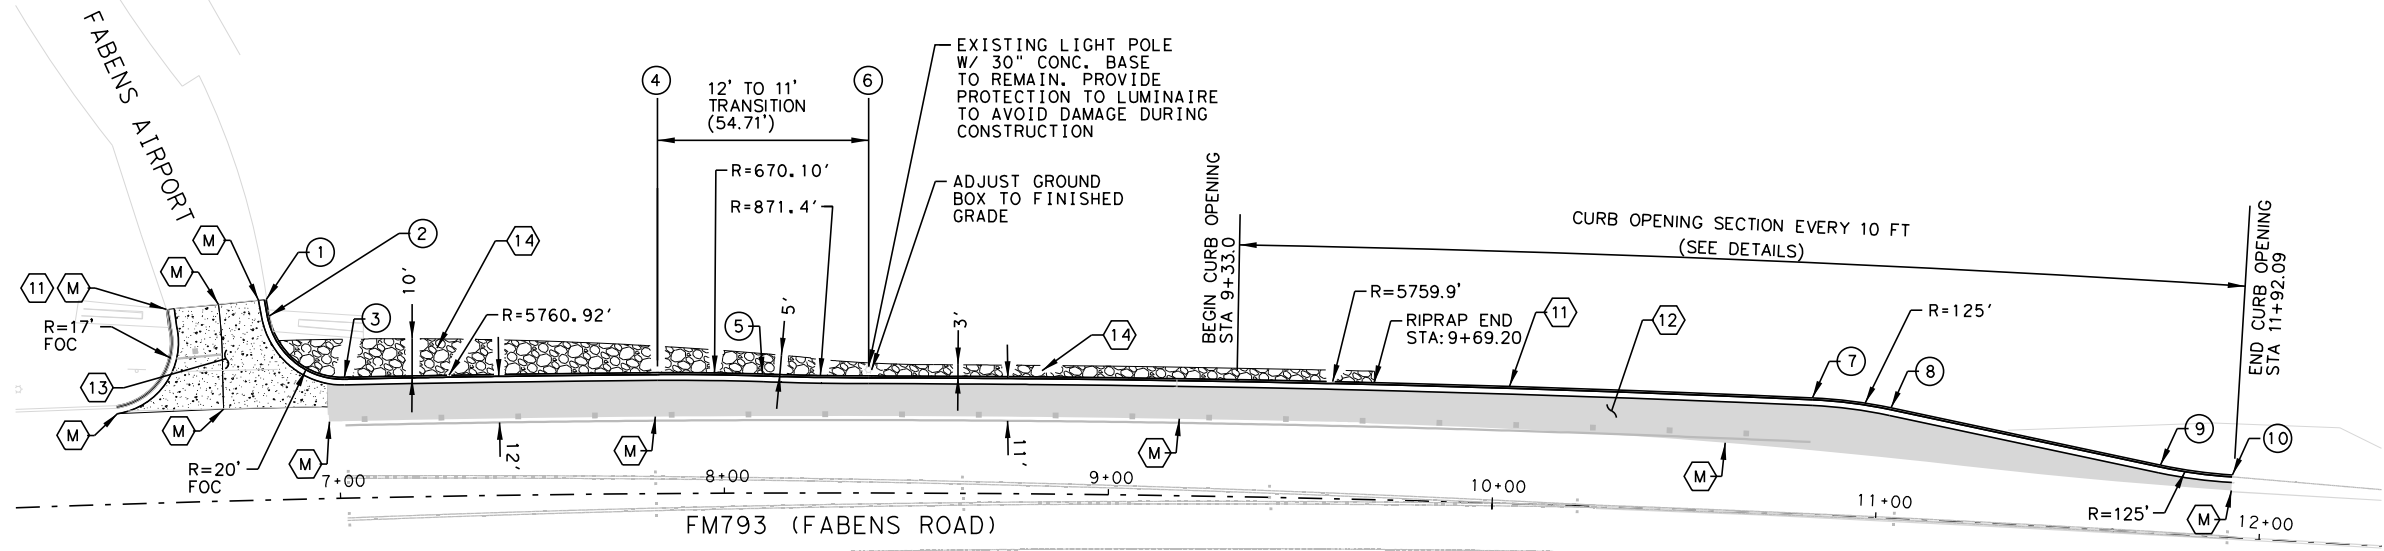 FABENS AIRPORT
4
6
12' TO 11'
TRANSITION
(54.71')
EXISTING LIGHT POLE
W/ 30" CONC. BASE
TO REMAIN. PROVIDE
PROTECTION TO LUMINAIRE
TO AVOID DAMAGE DURING
CONSTRUCTION
R=670.10'
R=871.4'
ADJUST GROUND
BOX TO FINISHED
GRADE
BEGIN CURB OPENING
STA 9+33.0
CURB OPENING SECTION EVERY 10 FT
(SEE DETAILS)
END CURB OPENING
STA 11+92.09
M
1
2
14
M
11
M
R=17'
FOC
10'
3
R=5760.92'
5
5'
3'
14
R=5759.9'
RIPRAP END
STA:9+69.20
11
12
R=125'
7
8
13
M
M
R=20'
FOC
M
12'
M
11'
M
M
9
10
R=125'
M
7+00
8+00
9+00
10+00
11+00
12+00
FM793 (FABENS ROAD)